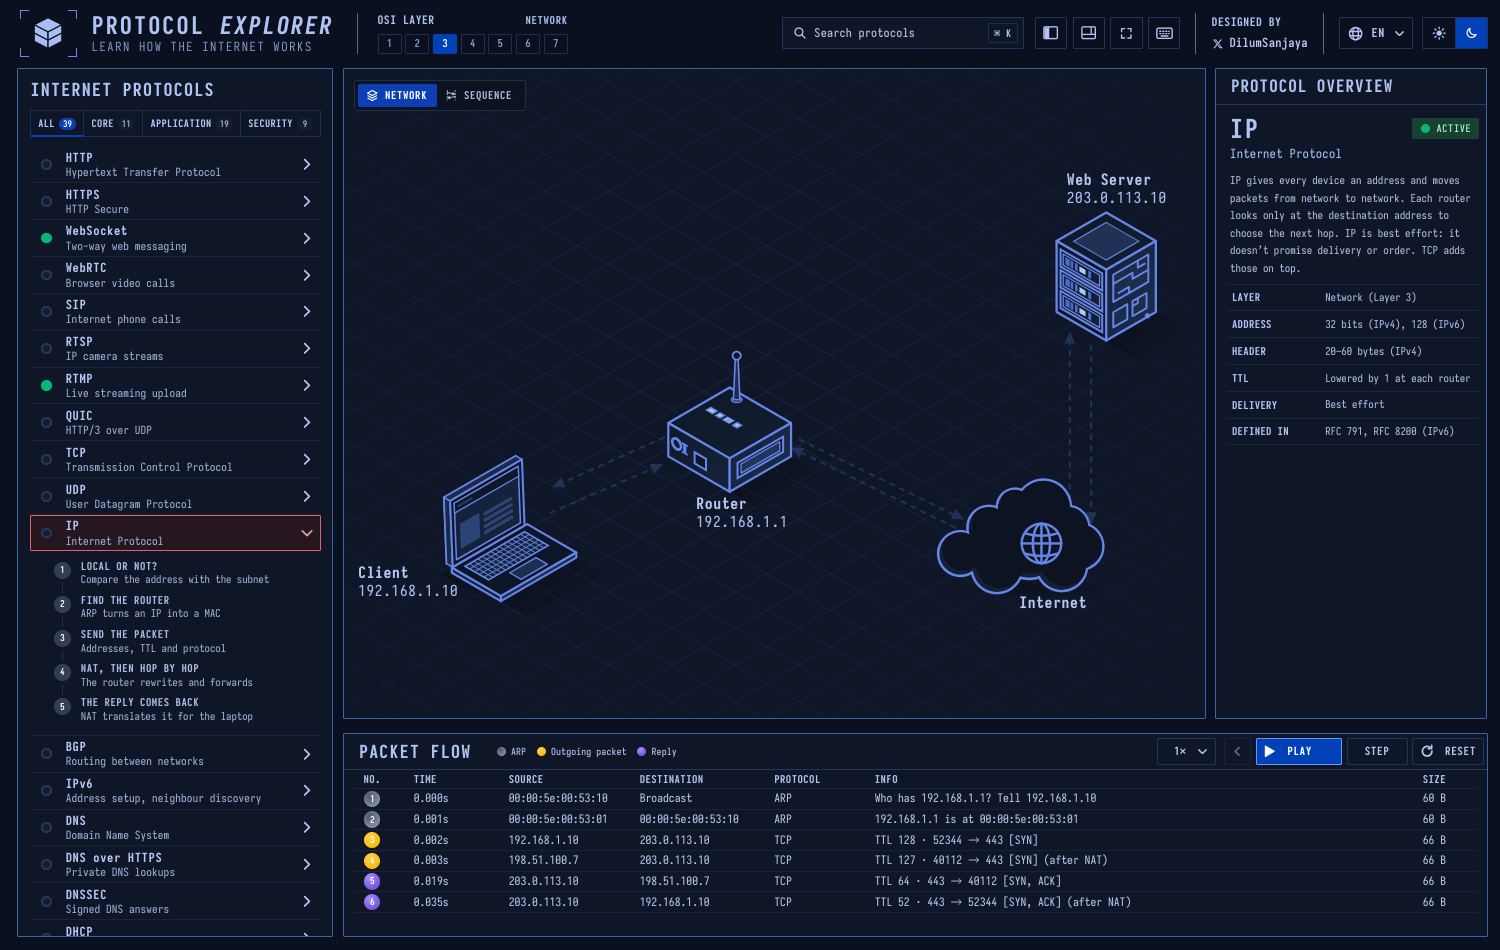 PROTOCOL EXPLORER
LEARN HOW THE INTERNET WORKS
OSI LAYER NETWORK
1 2 3 4 5 6 7
Search protocols ⌘ K
DESIGNED BY
DilumSanjaya
EN
INTERNET PROTOCOLS
ALL 39 CORE 11 APPLICATION 19 SECURITY 9
HTTP
Hypertext Transfer Protocol
HTTPS
HTTP Secure
WebSocket
Two-way web messaging
WebRTC
Browser video calls
SIP
Internet phone calls
RTSP
IP camera streams
RTMP
Live streaming upload
QUIC
HTTP/3 over UDP
TCP
Transmission Control Protocol
UDP
User Datagram Protocol
IP
Internet Protocol
1 LOCAL OR NOT?
Compare the address with the subnet
2 FIND THE ROUTER
ARP turns an IP into a MAC
3 SEND THE PACKET
Addresses, TTL and protocol
4 NAT, THEN HOP BY HOP
The router rewrites and forwards
5 THE REPLY COMES BACK
NAT translates it for the laptop
BGP
Routing between networks
IPv6
Address setup, neighbour discovery
DNS
Domain Name System
DNS over HTTPS
Private DNS lookups
DNSSEC
Signed DNS answers
DHCP
NETWORK SEQUENCE
Web Server
203.0.113.10
Router
192.168.1.1
Client
192.168.1.10
Internet
PROTOCOL OVERVIEW
IP ACTIVE
Internet Protocol
IP gives every device an address and moves
packets from network to network. Each router
looks only at the destination address to
choose the next hop. IP is best effort: it
doesn't promise delivery or order. TCP adds
those on top.
LAYER Network (Layer 3)
ADDRESS 32 bits (IPv4), 128 (IPv6)
HEADER 20–60 bytes (IPv4)
TTL Lowered by 1 at each router
DELIVERY Best effort
DEFINED IN RFC 791, RFC 8200 (IPv6)
PACKET FLOW ARP Outgoing packet Reply 1× PLAY STEP RESET
NO. TIME SOURCE DESTINATION PROTOCOL INFO SIZE
1 0.000s 00:00:5e:00:53:10 Broadcast ARP Who has 192.168.1.1? Tell 192.168.1.10 60 B
2 0.001s 00:00:5e:00:53:01 00:00:5e:00:53:10 ARP 192.168.1.1 is at 00:00:5e:00:53:01 60 B
3 0.002s 192.168.1.10 203.0.113.10 TCP TTL 128 · 52344 → 443 [SYN] 66 B
4 0.003s 198.51.100.7 203.0.113.10 TCP TTL 127 · 40112 → 443 [SYN] (after NAT) 66 B
5 0.019s 203.0.113.10 198.51.100.7 TCP TTL 64 · 443 → 40112 [SYN, ACK] 66 B
6 0.035s 203.0.113.10 192.168.1.10 TCP TTL 52 · 443 → 52344 [SYN, ACK] (after NAT) 66 B